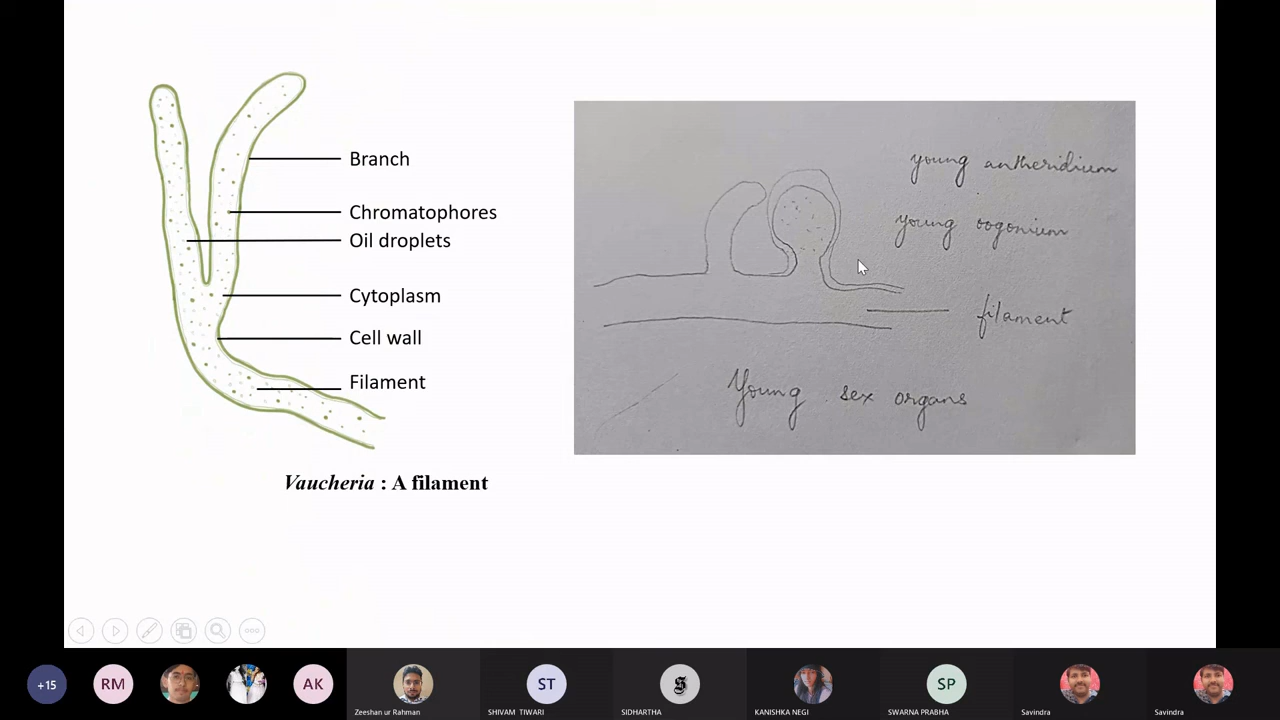 Branch
Chromatophores
Oil droplets
Cytoplasm
Cell wall
Filament
Vaucheria : A filament
young antheridium
young oogonium
filament
Young sex organs
+15
RM
AK
ST
SP
Zeeshan ur Rahman
SHIVAM TIWARI
SIDHARTHA
KANISHKA NEGI
SWARNA PRABHA
Savindra
Savindra